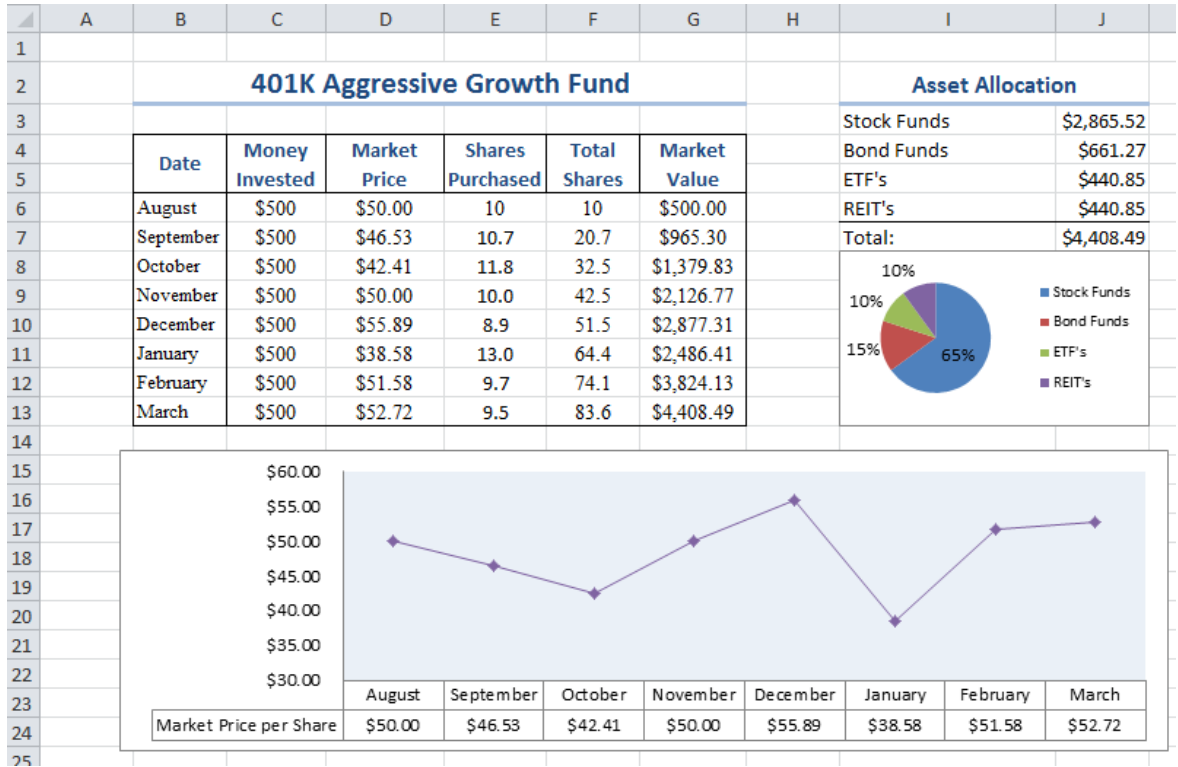 A B C D E F G H I J
1
2 401K Aggressive Growth Fund Asset Allocation
3 Stock Funds $2,865.52
4 Date Money Market Shares Total Market Bond Funds $661.27
5 Invested Price Purchased Shares Value ETF's $440.85
6 August $500 $50.00 10 10 $500.00 REIT's $440.85
7 September $500 $46.53 10.7 20.7 $965.30 Total: $4,408.49
8 October $500 $42.41 11.8 32.5 $1,379.83
9 November $500 $50.00 10.0 42.5 $2,126.77
10 December $500 $55.89 8.9 51.5 $2,877.31
11 January $500 $38.58 13.0 64.4 $2,486.41
12 February $500 $51.58 9.7 74.1 $3,824.13
13 March $500 $52.72 9.5 83.6 $4,408.49
10%
10%
15%
65%
Stock Funds
Bond Funds
ETF's
REIT's
14
15
16
17
18
19
20
21
22
23
24
25
$60.00
$55.00
$50.00
$45.00
$40.00
$35.00
$30.00
August September October November December January February March
Market Price per Share $50.00 $46.53 $42.41 $50.00 $55.89 $38.58 $51.58 $52.72